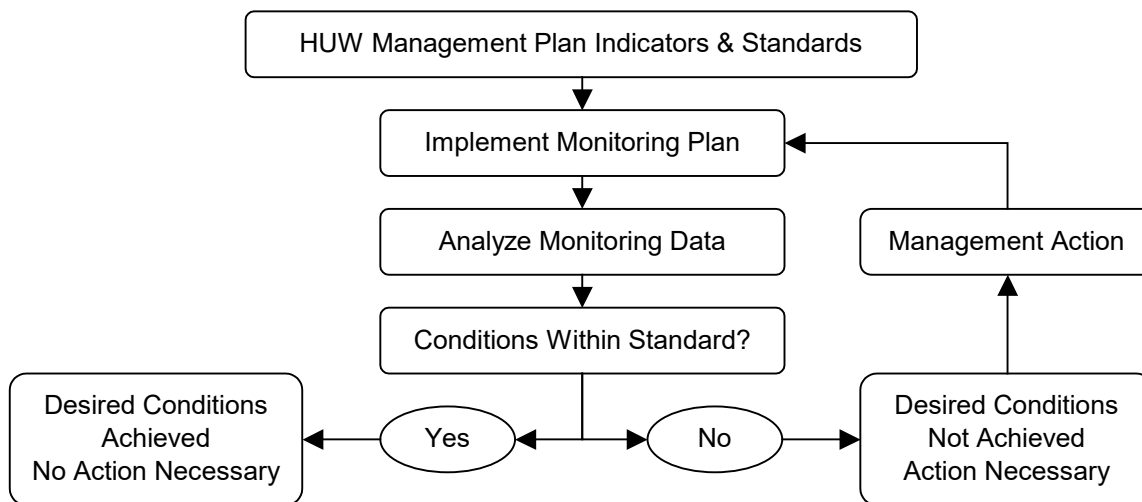 HUW Management Plan Indicators & Standards
Implement Monitoring Plan
Analyze Monitoring Data
Management Action
Conditions Within Standard?
Desired Conditions
Achieved
No Action Necessary
Yes
No
Desired Conditions
Not Achieved
Action Necessary